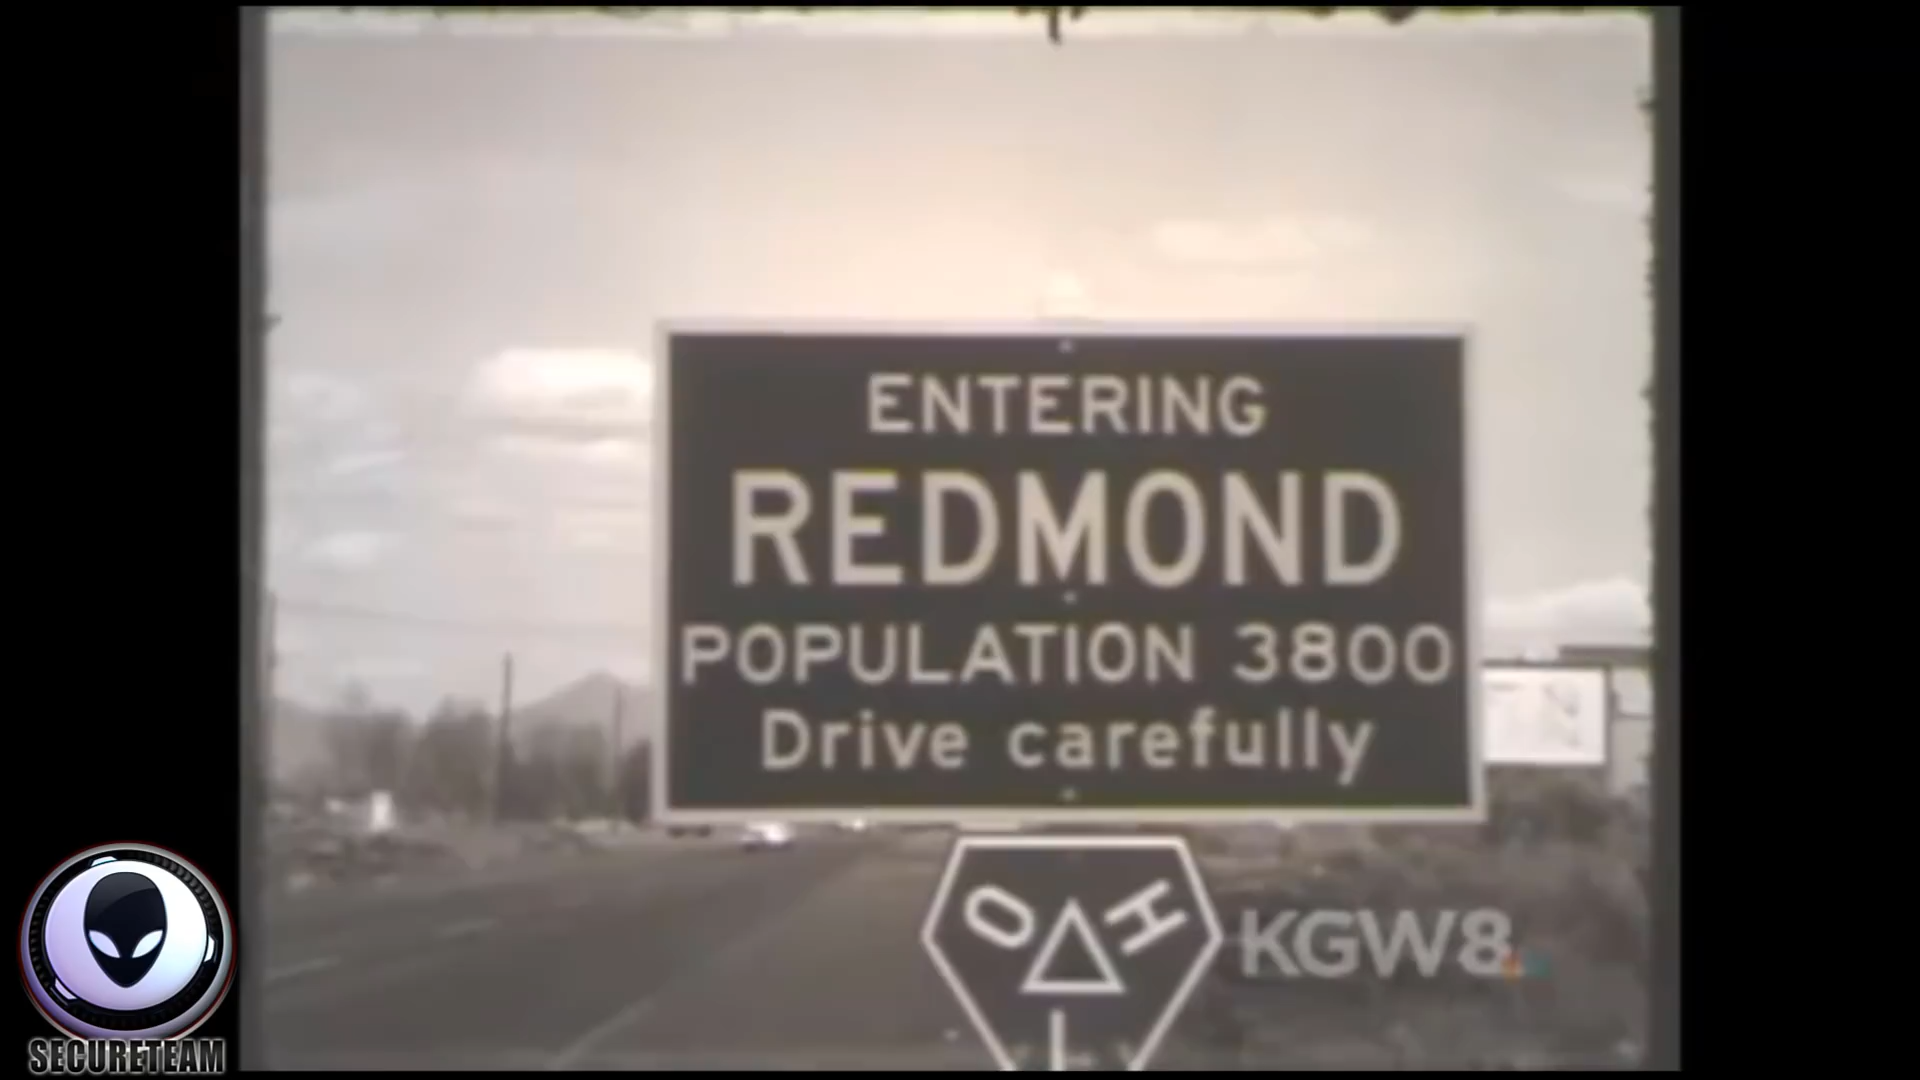 ENTERING
REDMOND
POPULATION 3800
Drive carefully
O H
KGW8
SECURETEAM